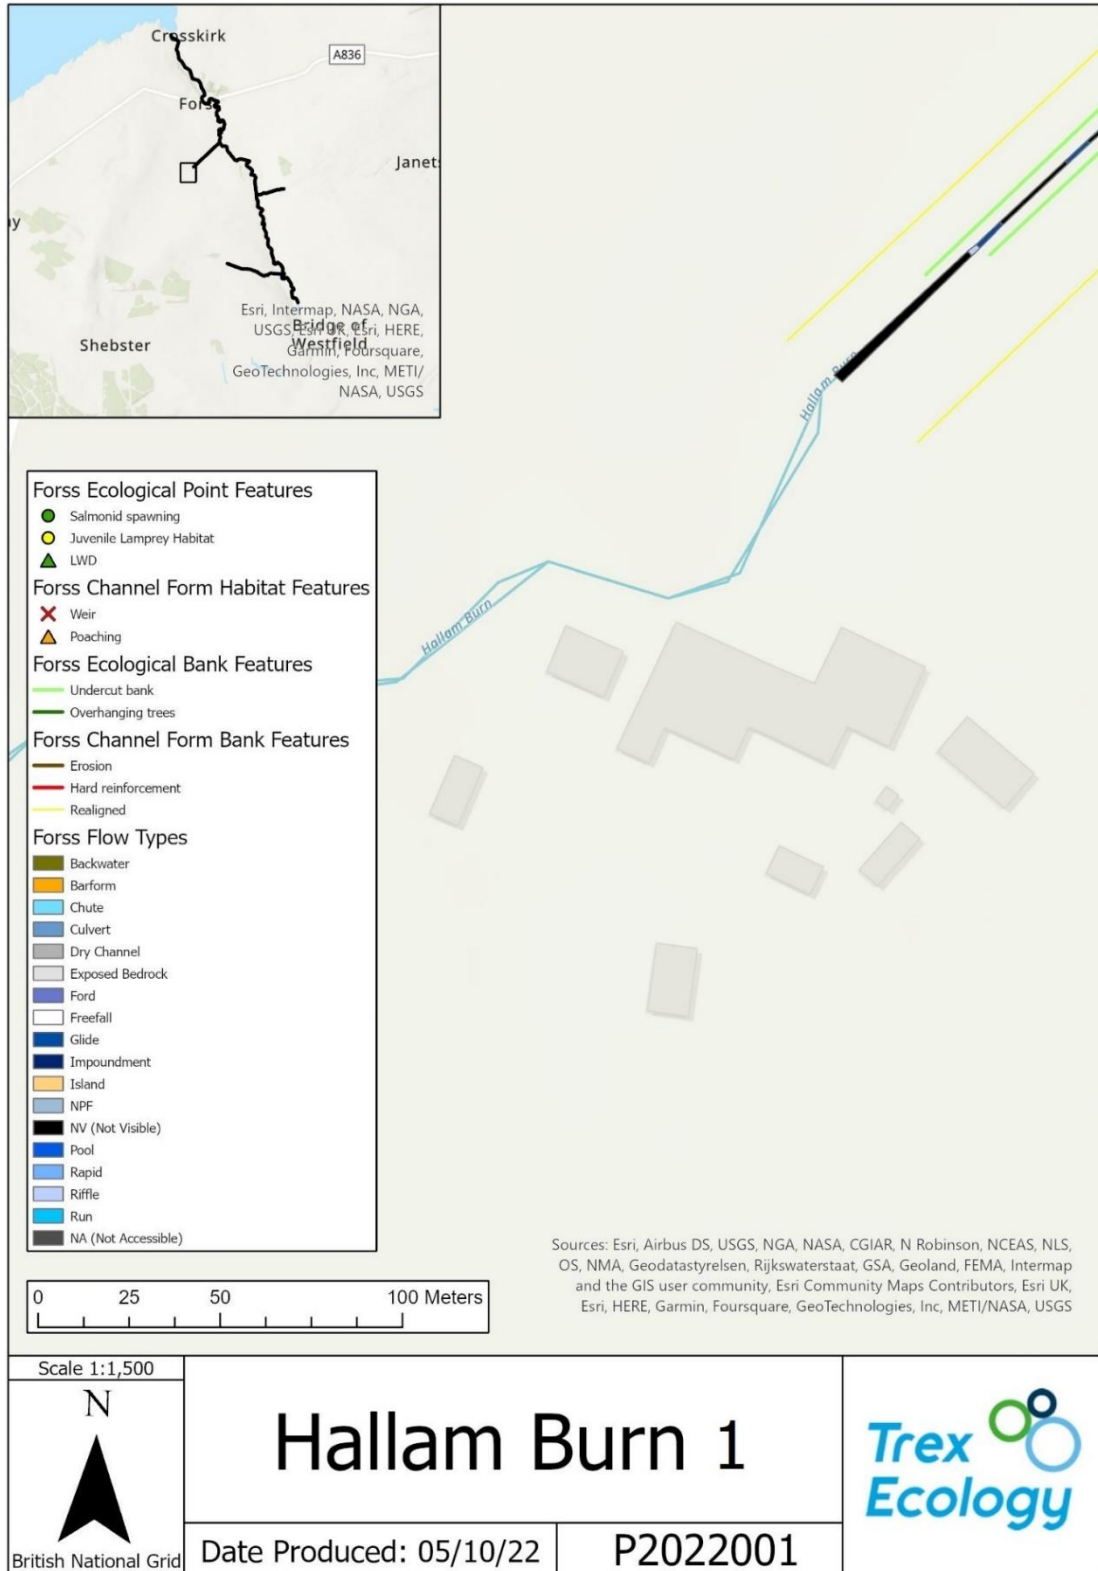 Crosskirk
A836
Forss
Janets
ay
Shebster
Bridge of
Westfield
Esri, Intermap, NASA, NGA,
USGS, Esri UK, Esri, HERE,
Garmin, Foursquare,
GeoTechnologies, Inc, METI/
NASA, USGS
Hallam Burn
Hallam Burn
Forss Ecological Point Features
Salmonid spawning
Juvenile Lamprey Habitat
LWD
Forss Channel Form Habitat Features
Weir
Poaching
Forss Ecological Bank Features
Undercut bank
Overhanging trees
Forss Channel Form Bank Features
Erosion
Hard reinforcement
Realigned
Forss Flow Types
Backwater
Barform
Chute
Culvert
Dry Channel
Exposed Bedrock
Ford
Freefall
Glide
Impoundment
Island
NPF
NV (Not Visible)
Pool
Rapid
Riffle
Run
NA (Not Accessible)
Sources: Esri, Airbus DS, USGS, NGA, NASA, CGIAR, N Robinson, NCEAS, NLS,
OS, NMA, Geodatastyrelsen, Rijkswaterstaat, GSA, Geoland, FEMA, Intermap
and the GIS user community, Esri Community Maps Contributors, Esri UK,
Esri, HERE, Garmin, Foursquare, GeoTechnologies, Inc, METI/NASA, USGS
0 25 50 100 Meters
Scale 1:1,500
N
British National Grid
Hallam Burn 1
Date Produced: 05/10/22
P2022001
Trex
Ecology